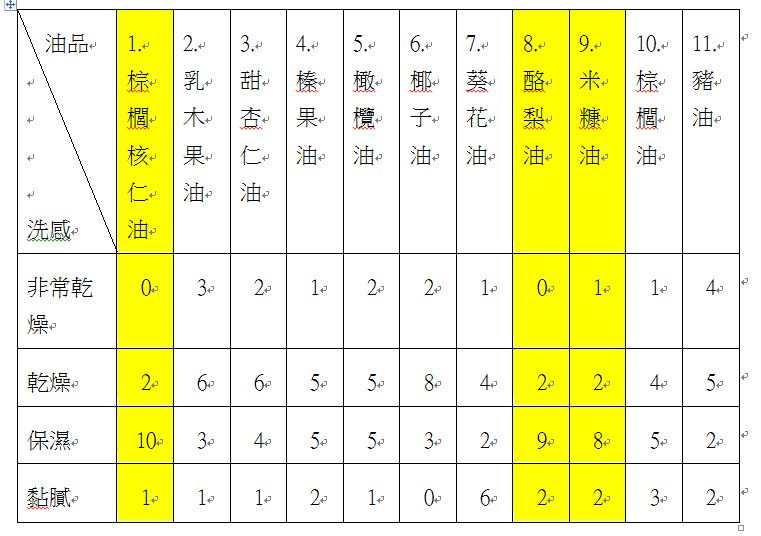 油品 1.棕櫚核仁油 2.乳木果油 3.甜杏仁油 4.榛果油 5.橄欖油 6.椰子油 7.葵花油 8.酪梨油 9.米糠油 10.棕櫚油 11.豬油
洗感
非常乾燥 0 3 2 1 2 2 1 0 1 1 4
乾燥 2 6 6 5 5 8 4 2 2 4 5
保濕 10 3 4 5 5 3 2 9 8 5 2
黏膩 1 1 1 2 1 0 6 2 2 3 2